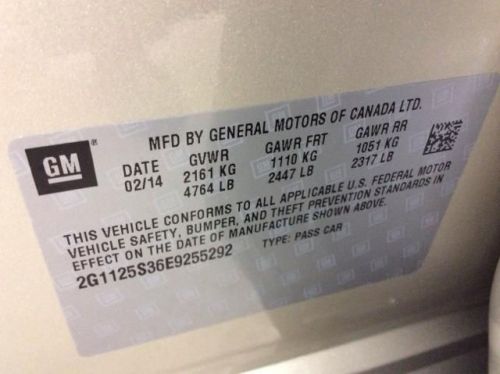 MFD BY GENERAL MOTORS OF CANADA LTD.
GM ®
DATE GVWR GAWR FRT GAWR RR
02/14 2161 KG 1110 KG 1051 KG
4764 LB 2447 LB 2317 LB
THIS VEHICLE CONFORMS TO ALL APPLICABLE U.S. FEDERAL MOTOR
VEHICLE SAFETY, BUMPER, AND THEFT PREVENTION STANDARDS IN
EFFECT ON THE DATE OF MANUFACTURE SHOWN ABOVE.
2G1125S36E9255292 TYPE: PASS CAR